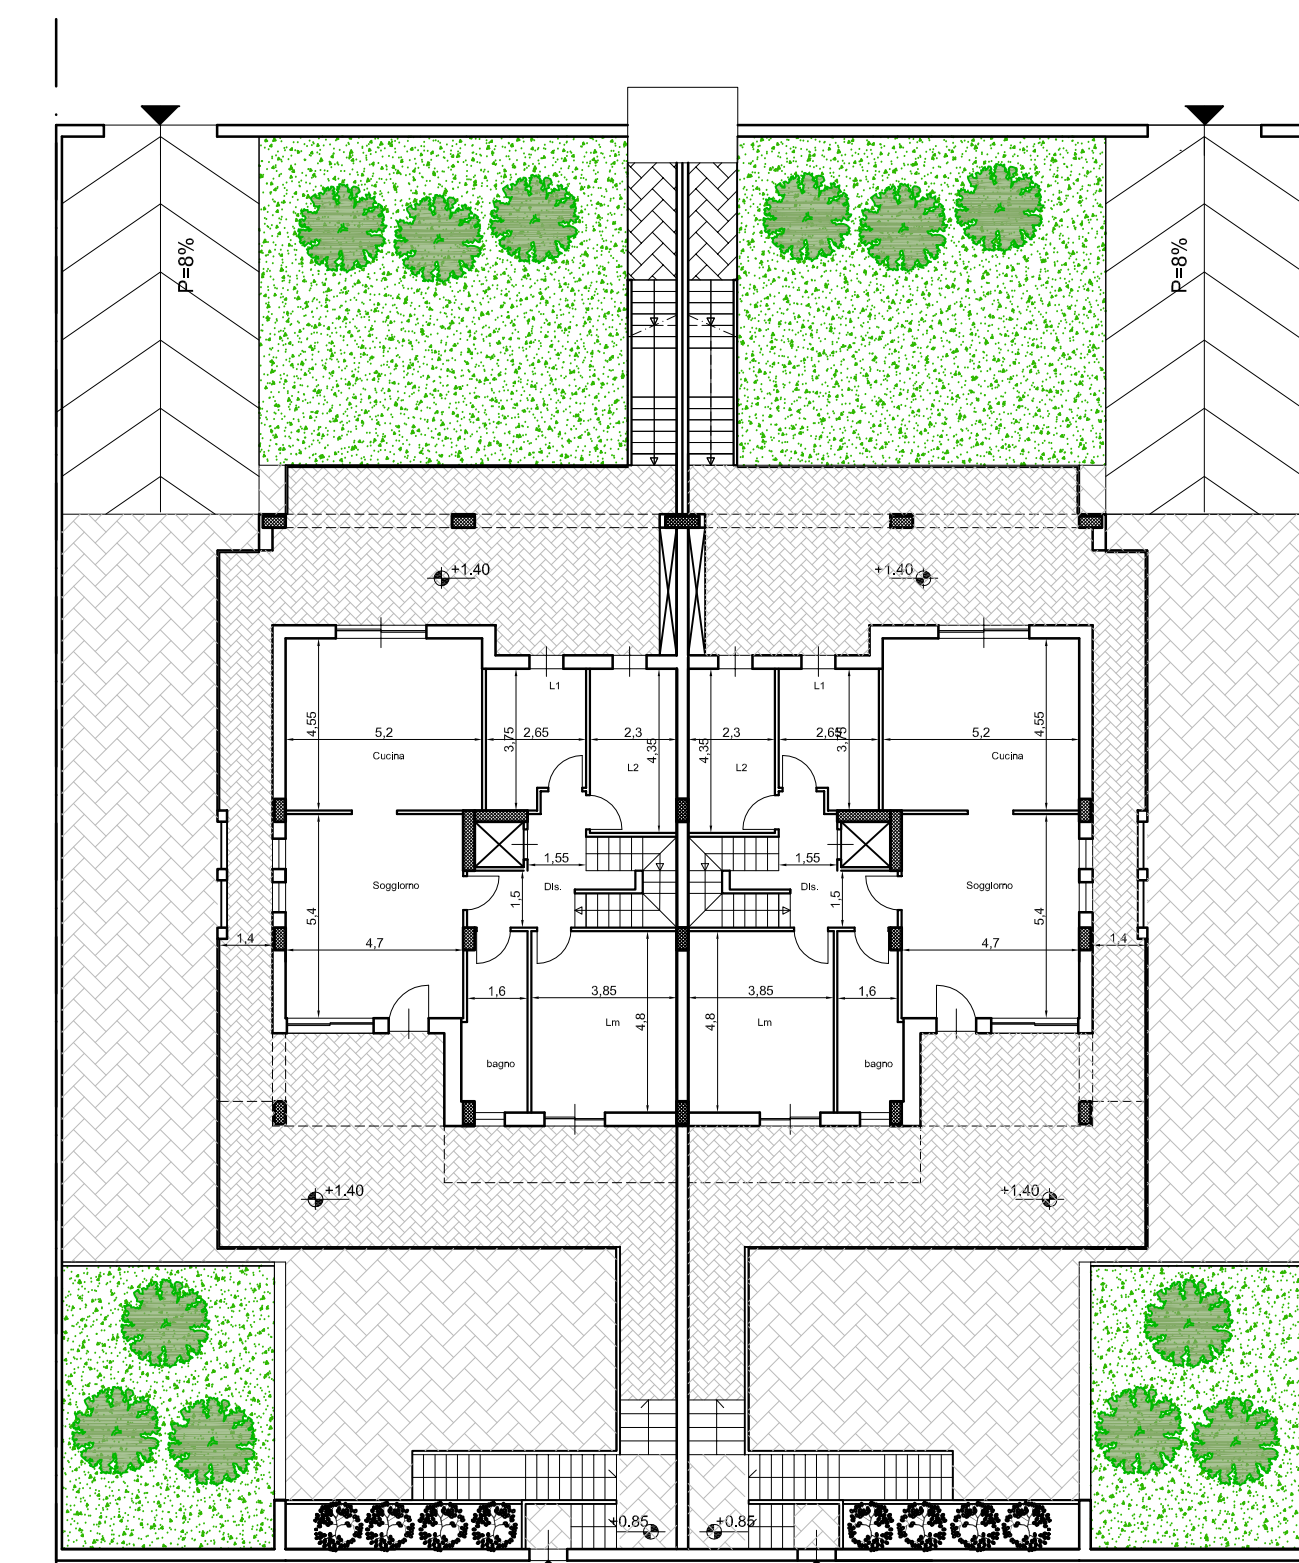 P=8%
P=8%
+1.40
+1.40
L1
L1
4,55
5,2
3,75
2,65
2,3
4,35
L2
4,35
2,3
L2
2,65
3,75
5,2
4,55
Cucina
Cucina
1,55
1,55
Soggiorno
Dis.
Dis.
Soggiorno
5,4
1,5
1,5
5,4
1,4
4,7
4,7
1,4
1,6
3,85
3,85
1,6
Lm
4,8
4,8
Lm
bagno
bagno
+1.40
+1.40
+0.85
+0.85